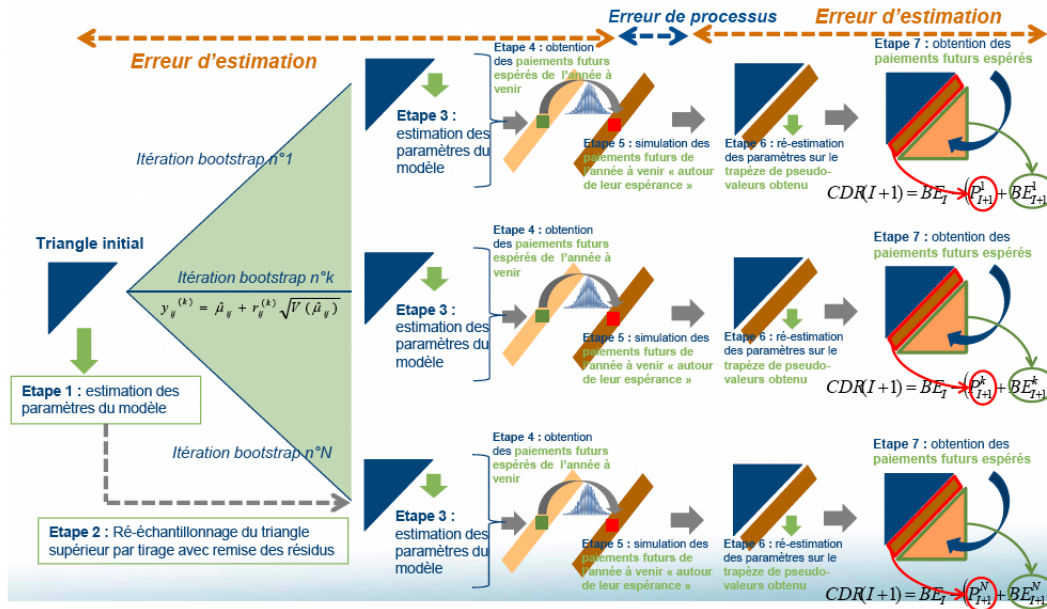 Erreur de processus
Erreur d'estimation
Erreur d'estimation
Itération bootstrap n°1
Etape 3 :
estimation des
paramètres du
modèle
Etape 4 : obtention
des paiements futurs
espérés de l'année à
venir
Etape 5 : simulation des
paiements futurs de
l'année à venir « autour
de leur espérance »
Etape 6 : ré-estimation
des paramètres sur le
trapèze de pseudo-
valeurs obtenu
Etape 7 : obtention des
paiements futurs espérés
CDR(I+1) = BE_I − (P^1_{I+1} + BE^1_{I+1}
Triangle initial
Itération bootstrap n°k
y_{ij}^{(k)} = μ̂_{ij} + r_{ij}^{(k)} √V(μ̂_{ij})
Etape 3 :
estimation des
paramètres du
modèle
Etape 4 : obtention
des paiements futurs
espérés de l'année à
venir
Etape 5 : simulation des
paiements futurs de
l'année à venir « autour
de leur espérance »
Etape 6 : ré-estimation
des paramètres sur le
trapèze de pseudo-
valeurs obtenu
Etape 7 : obtention des
paiements futurs espérés
CDR(I+1) = BE_I − (P^k_{I+1} + BE^k_{I+1}
Etape 1 : estimation des
paramètres du modèle
Itération bootstrap n°N
Etape 2 : Ré-échantillonnage du triangle
supérieur par tirage avec remise des résidus
Etape 3 :
estimation des
paramètres du
modèle
Etape 4 : obtention
des paiements futurs
espérés de l'année à
venir
Etape 5 : simulation des
paiements futurs de
l'année à venir « autour
de leur espérance »
Etape 6 : ré-estimation
des paramètres sur le
trapèze de pseudo-
valeurs obtenu
Etape 7 : obtention des
paiements futurs espérés
CDR(I+1) = BE_I − (P^N_{I+1} + BE^N_{I+1}